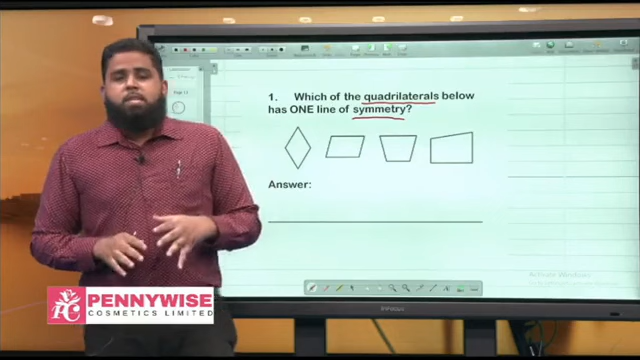 1. Which of the quadrilaterals below
has ONE line of symmetry?
Answer:
Activate Windows
PENNYWISE
COSMETICS LIMITED